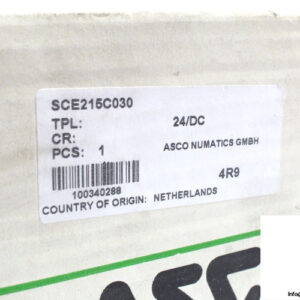 SCE215C030
TPL: 24/DC
CR: ASCO NUMATICS GMBH
PCS: 1
4R9
100340288
COUNTRY OF ORIGIN: NETHERLANDS